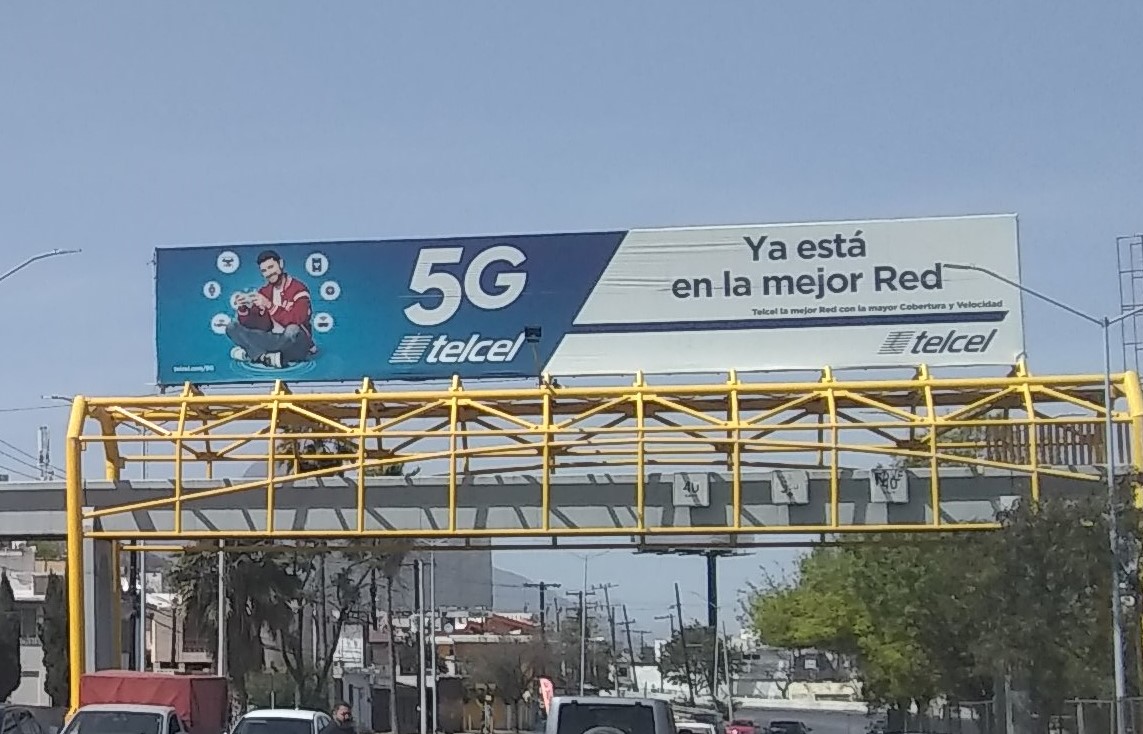 5G
telcel
telcel.com/5G
Ya está
en la mejor Red
Telcel la mejor Red con la mayor Cobertura y Velocidad
telcel
40